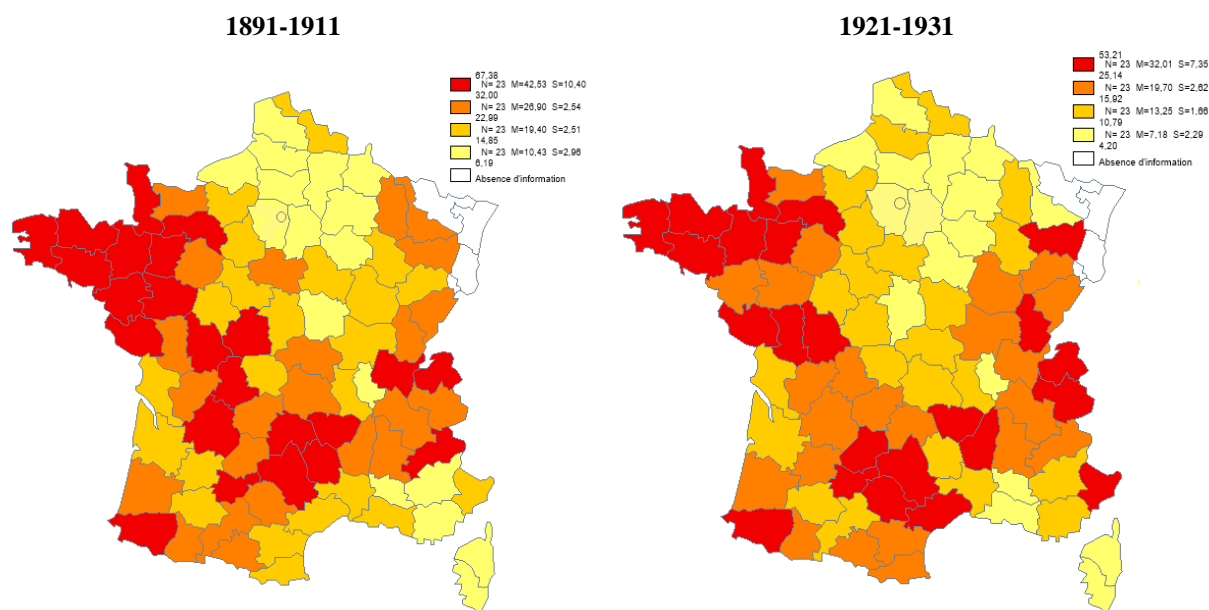 1891-1911
67,38
N= 23 M=42,53 S=10,40
32,00
N= 23 M=26,90 S=2,54
22,99
N= 23 M=19,40 S=2,51
14,85
N= 23 M=10,43 S=2,96
6,19
Absence d'information
1921-1931
53,21
N= 23 M=32,01 S=7,35
25,14
N= 23 M=19,70 S=2,62
15,92
N= 23 M=13,25 S=1,66
10,79
N= 23 M=7,18 S=2,29
4,20
Absence d'information